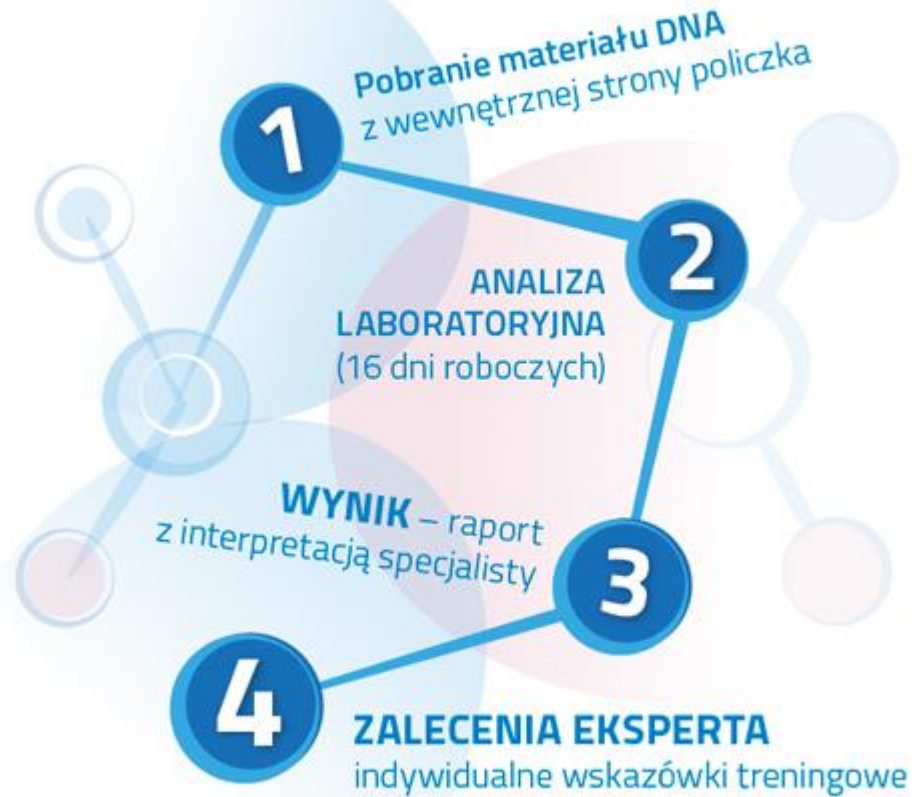 1
Pobranie materiału DNA
z wewnętrznej strony policzka
2
ANALIZA
LABORATORYJNA
(16 dni roboczych)
WYNIK – raport
z interpretacją specjalisty
3
4
ZALECENIA EKSPERTA
indywidualne wskazówki treningowe